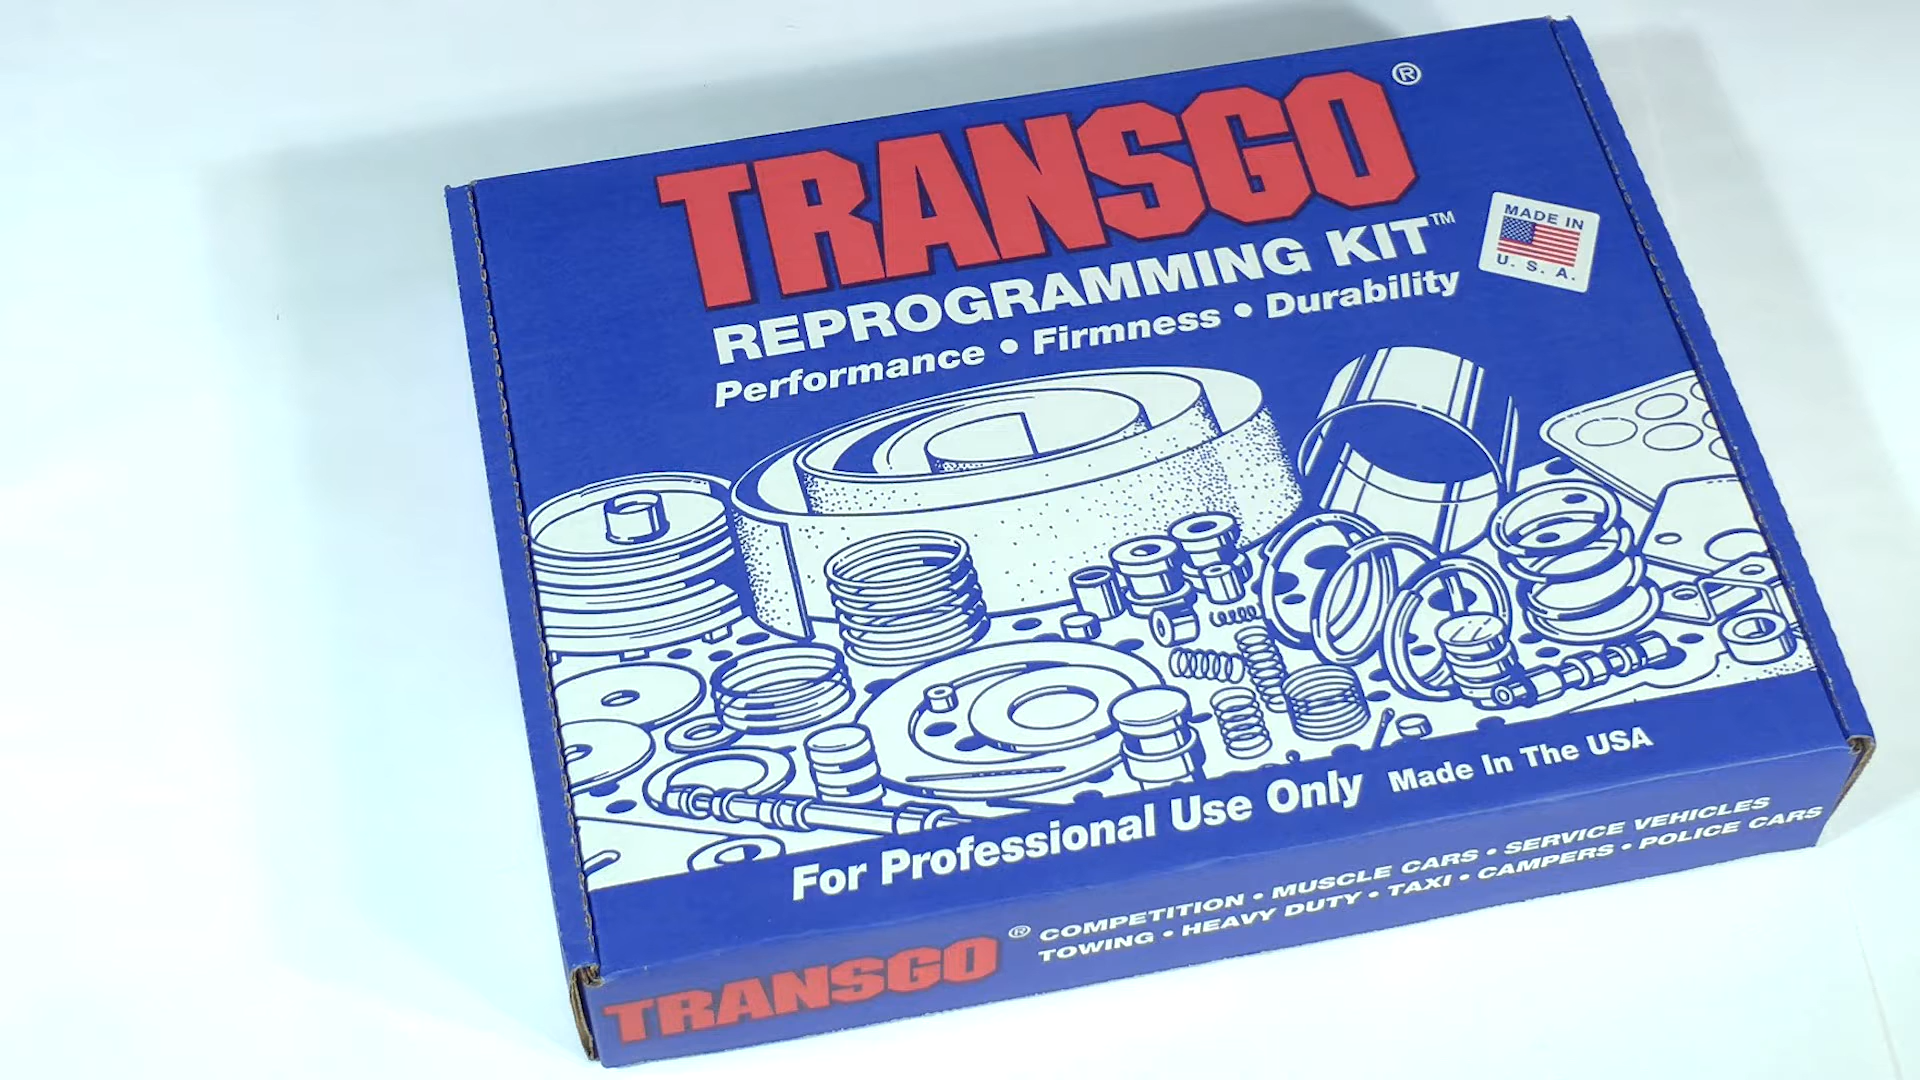 TRANSGO®
REPROGRAMMING KIT™
Performance • Firmness • Durability
MADE IN
U. S. A.
For Professional Use Only Made In The USA
TRANSGO®
COMPETITION • MUSCLE CARS • SERVICE VEHICLES
TOWING • HEAVY DUTY • TAXI • CAMPERS • POLICE CARS